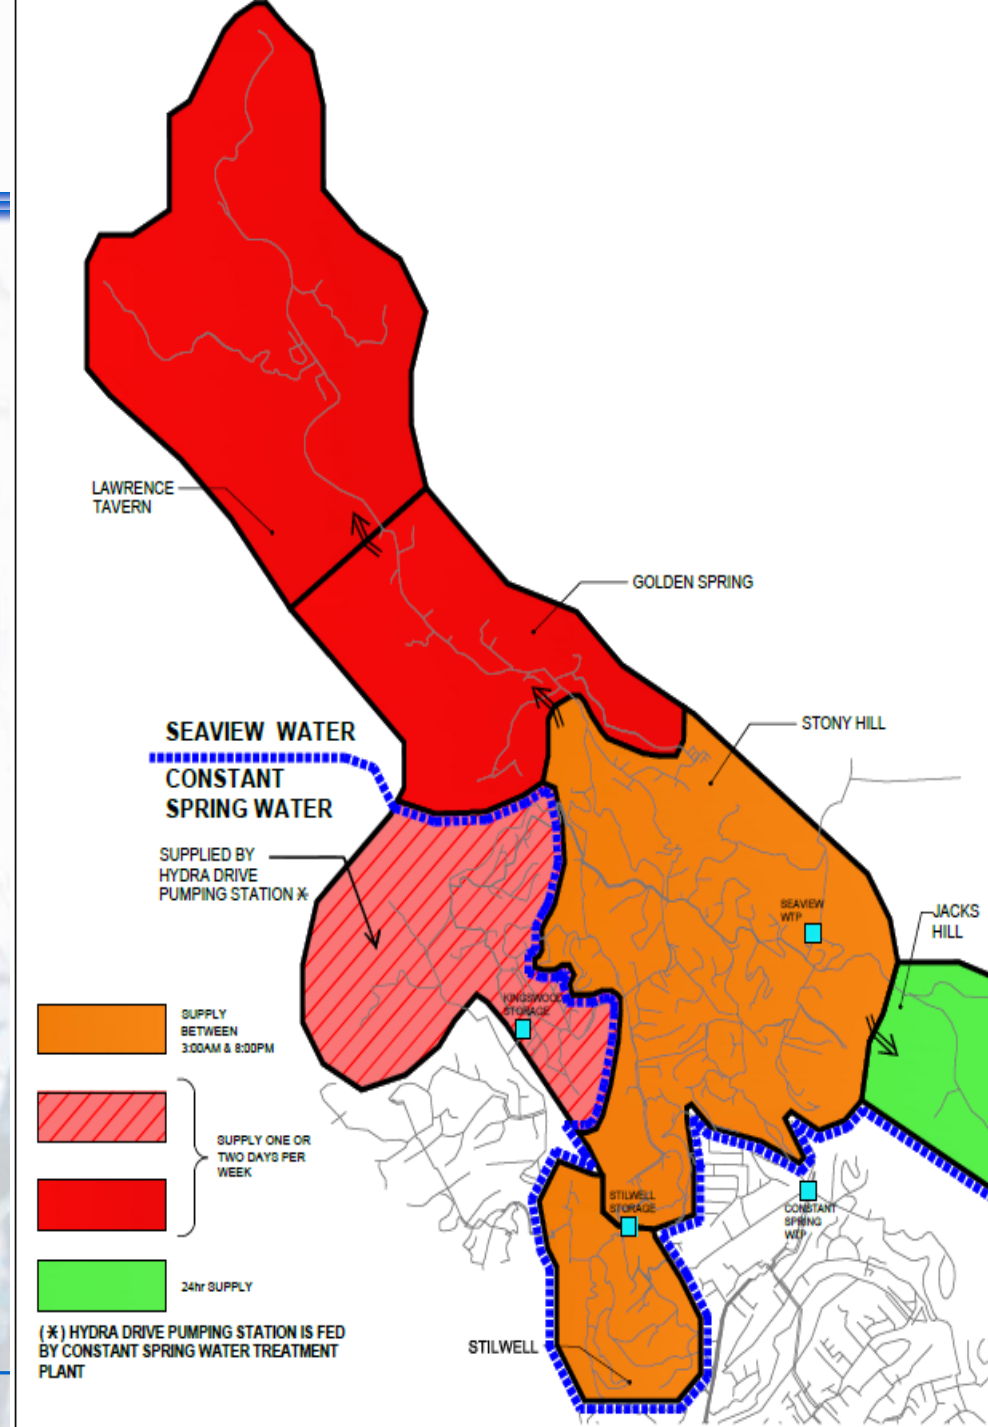 LAWRENCE
TAVERN
GOLDEN SPRING
SEAVIEW WATER
STONY HILL
CONSTANT
SPRING WATER
SUPPLIED BY
HYDRA DRIVE
PUMPING STATION Ӿ
SEAVIEW
WTP
JACKS
HILL
KINGSWOOD
STORAGE
SUPPLY
BETWEEN
3:00AM & 8:00PM
SUPPLY ONE OR
TWO DAYS PER
WEEK
STILWELL
STORAGE
CONSTANT
SPRING
WTP
24hr SUPPLY
(Ӿ) HYDRA DRIVE PUMPING STATION IS FED
BY CONSTANT SPRING WATER TREATMENT
PLANT
STILWELL